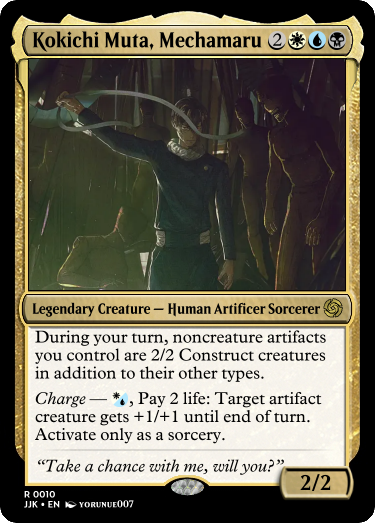 Kokichi Muta, Mechamaru 2
Legendary Creature — Human Artificer Sorcerer
During your turn, noncreature artifacts
you control are 2/2 Construct creatures
in addition to their other types.
Charge — , Pay 2 life: Target artifact
creature gets +1/+1 until end of turn.
Activate only as a sorcery.
“Take a chance with me, will you?”
2/2
R 0010
JJK • EN YORUNUE007